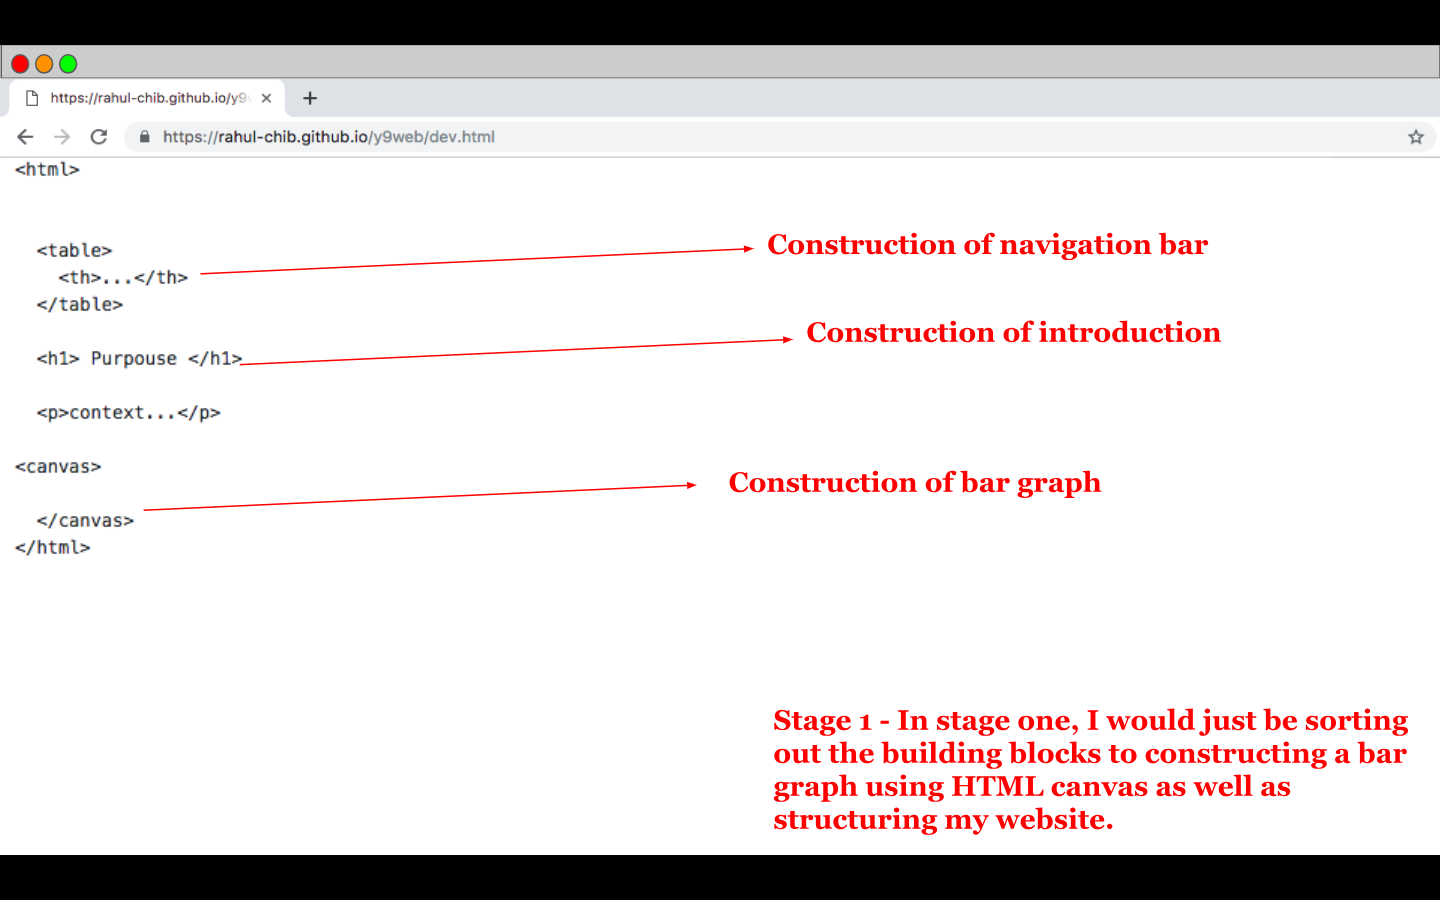 https://rahul-chib.github.io/y9
https://rahul-chib.github.io/y9web/dev.html
<html>
<table>
Construction of navigation bar
<th>...</th>
</table>
Construction of introduction
<h1> Purpouse </h1>
<p>context...</p>
<canvas>
Construction of bar graph
</canvas>
</html>
Stage 1 - In stage one, I would just be sorting
out the building blocks to constructing a bar
graph using HTML canvas as well as
structuring my website.